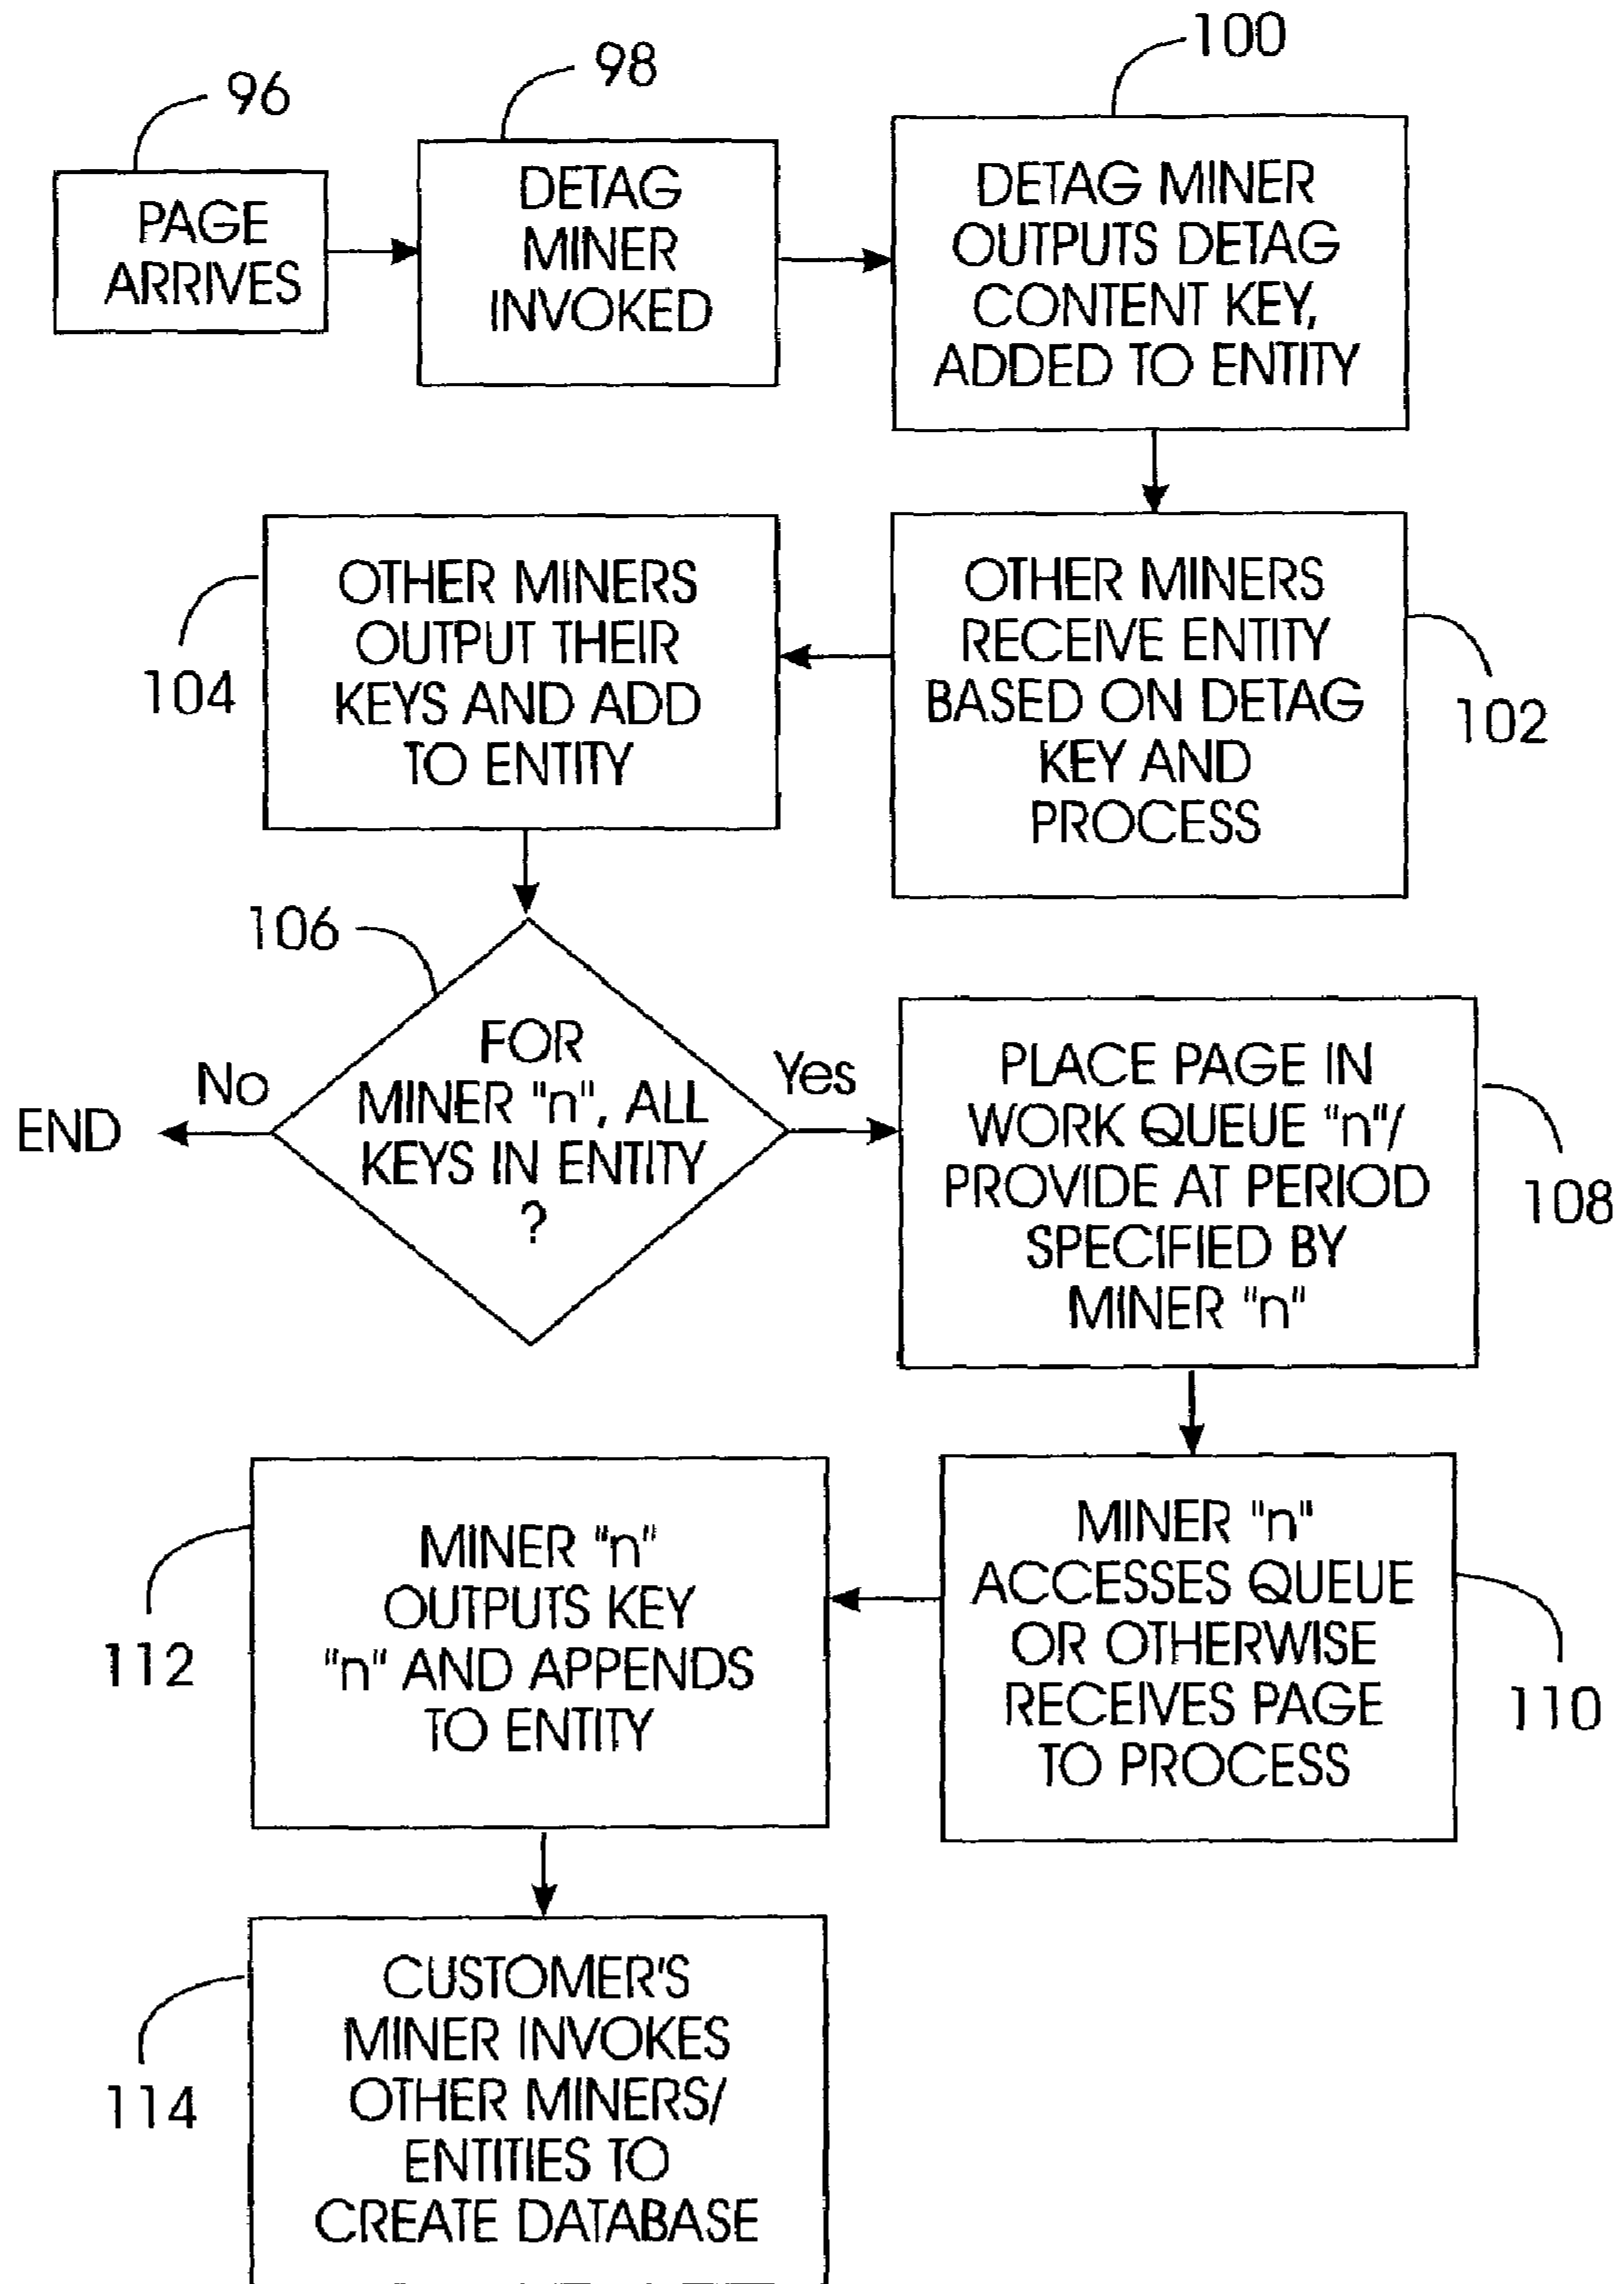 96
98
100
PAGE
ARRIVES
DETAG
MINER
INVOKED
DETAG MINER
OUTPUTS DETAG
CONTENT KEY,
ADDED TO ENTITY
OTHER MINERS
OUTPUT THEIR
KEYS AND ADD
TO ENTITY
104
OTHER MINERS
RECEIVE ENTITY
BASED ON DETAG
KEY AND
PROCESS
102
106
FOR
MINER "n", ALL
KEYS IN ENTITY
?
No
END
Yes
PLACE PAGE IN
WORK QUEUE "n"/
PROVIDE AT PERIOD
SPECIFIED BY
MINER "n"
108
MINER "n"
OUTPUTS KEY
"n" AND APPENDS
TO ENTITY
112
MINER "n"
ACCESSES QUEUE
OR OTHERWISE
RECEIVES PAGE
TO PROCESS
110
CUSTOMER'S
MINER INVOKES
OTHER MINERS/
ENTITIES TO
CREATE DATABASE
114